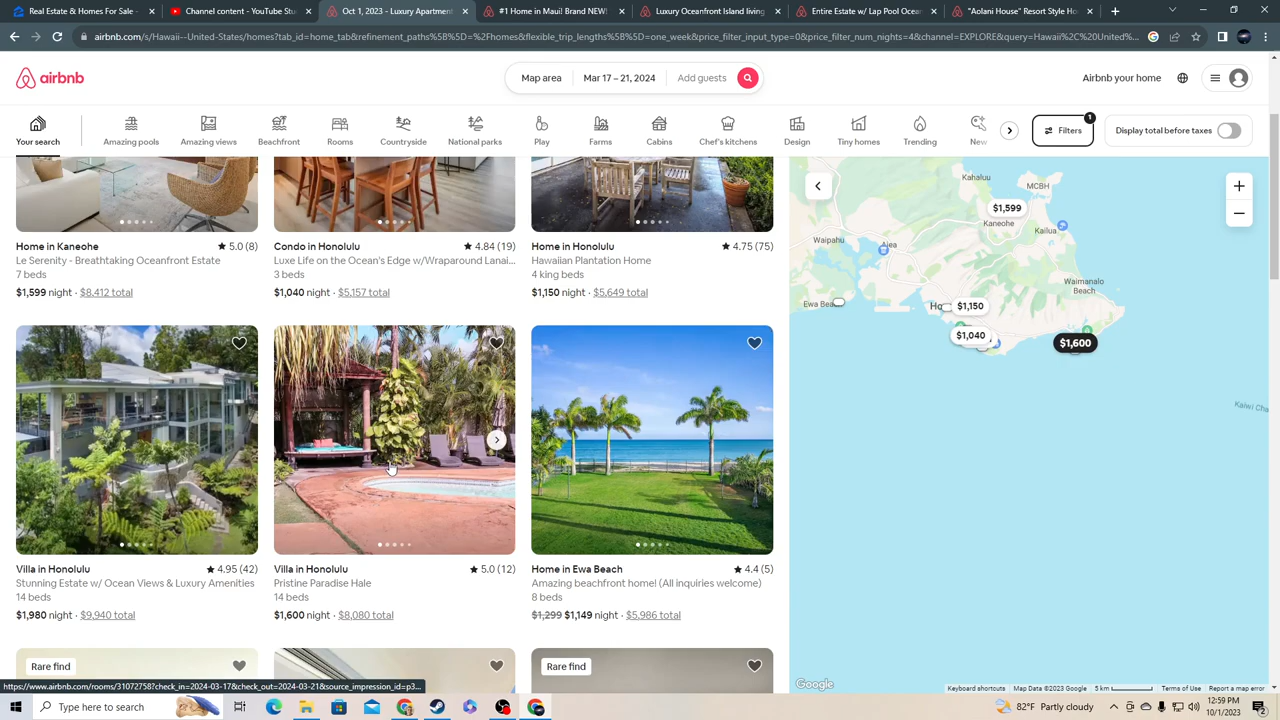 Real Estate & Homes For Sale -
Channel content - YouTube Stu
Oct 1, 2023 - Luxury Apartment
#1 Home in Maui! Brand NEW!
Luxury Oceanfront Island living
Entire Estate w/ Lap Pool Ocea
"Aolani House" Resort Style Ho
airbnb.com/s/Hawaii--United-States/homes?tab_id=home_tab&refinement_paths%5B%5D=%2Fhomes&flexible_trip_lengths%5B%5D=one_week&price_filter_input_type=0&price_filter_num_nights=4&channel=EXPLORE&query=Hawaii%2C%20United%...
airbnb
Map area
Mar 17 – 21, 2024
Add guests
Airbnb your home
Your search
Amazing pools
Amazing views
Beachfront
Rooms
Countryside
National parks
Play
Farms
Cabins
Chef's kitchens
Design
Tiny homes
Trending
New
Filters
1
Display total before taxes
Home in Kaneohe
5.0 (8)
Le Serenity - Breathtaking Oceanfront Estate
7 beds
$1,599 night · $8,412 total
Condo in Honolulu
4.84 (19)
Luxe Life on the Ocean's Edge w/Wraparound Lanai...
3 beds
$1,040 night · $5,157 total
Home in Honolulu
4.75 (75)
Hawaiian Plantation Home
4 king beds
$1,150 night · $5,649 total
Villa in Honolulu
4.95 (42)
Stunning Estate w/ Ocean Views & Luxury Amenities
14 beds
$1,980 night · $9,940 total
Villa in Honolulu
5.0 (12)
Pristine Paradise Hale
14 beds
$1,600 night · $8,080 total
Home in Ewa Beach
4.4 (5)
Amazing beachfront home! (All inquiries welcome)
8 beds
$1,299 $1,149 night · $5,986 total
Rare find
Rare find
Kahaluu
MCBH
$1,599
Kaneohe
Kailua
Waipahu
Aiea
Waimanalo
Beach
Ewa Beach
Ho
$1,150
$1,040
$1,600
Kaiwi Cha
Google
Keyboard shortcuts
Map Data ©2023 Google
5 km
Terms of Use
Report a map error
https://www.airbnb.com/rooms/31072758?check_in=2024-03-17&check_out=2024-03-21&source_impression_id=p3...
Type here to search
82°F Partly cloudy
12:59 PM
10/1/2023